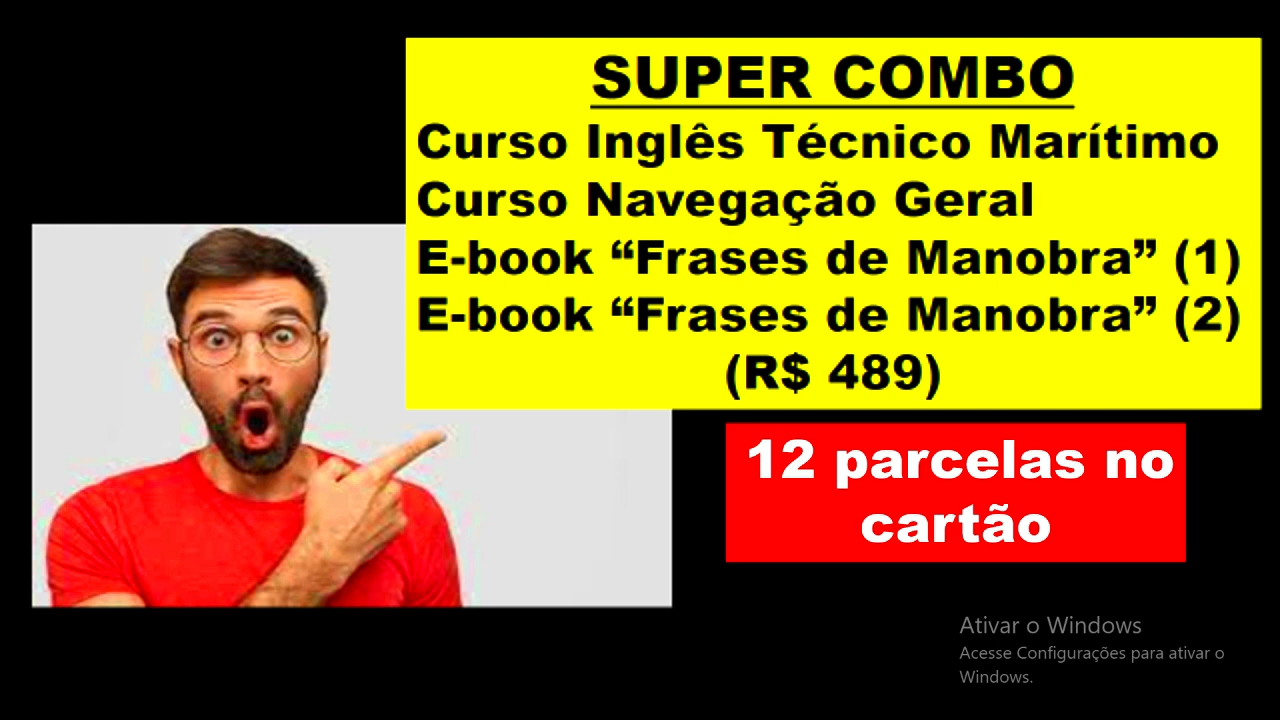 SUPER COMBO
Curso Inglês Técnico Marítimo
Curso Navegação Geral
E-book “Frases de Manobra” (1)
E-book “Frases de Manobra” (2)
(R$ 489)
12 parcelas no
cartão
Ativar o Windows
Acesse Configurações para ativar o
Windows.